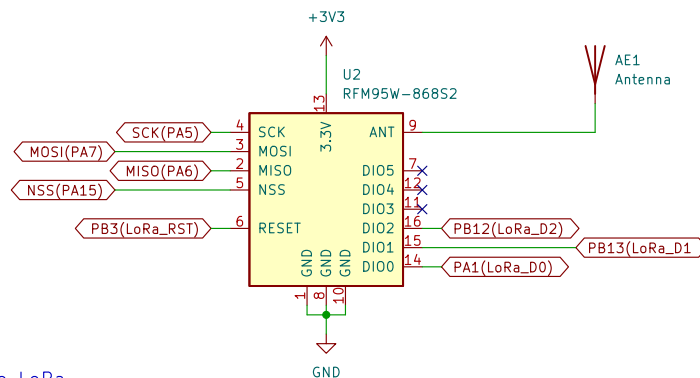 +3V3
U2
RFM95W-868S2
AE1
Antenna
13
3.3V
SCK(PA5)
4
SCK
ANT
9
MOSI(PA7)
3
MOSI
MISO(PA6)
2
MISO
DIO5
7
NSS(PA15)
5
NSS
DIO4
12
DIO3
11
PB3(LoRa_RST)
6
RESET
DIO2
16
PB12(LoRa_D2)
DIO1
15
PB13(LoRa_D1
DIO0
14
PA1(LoRa_D0)
GND
GND
GND
1
8
10
GND
LoRa